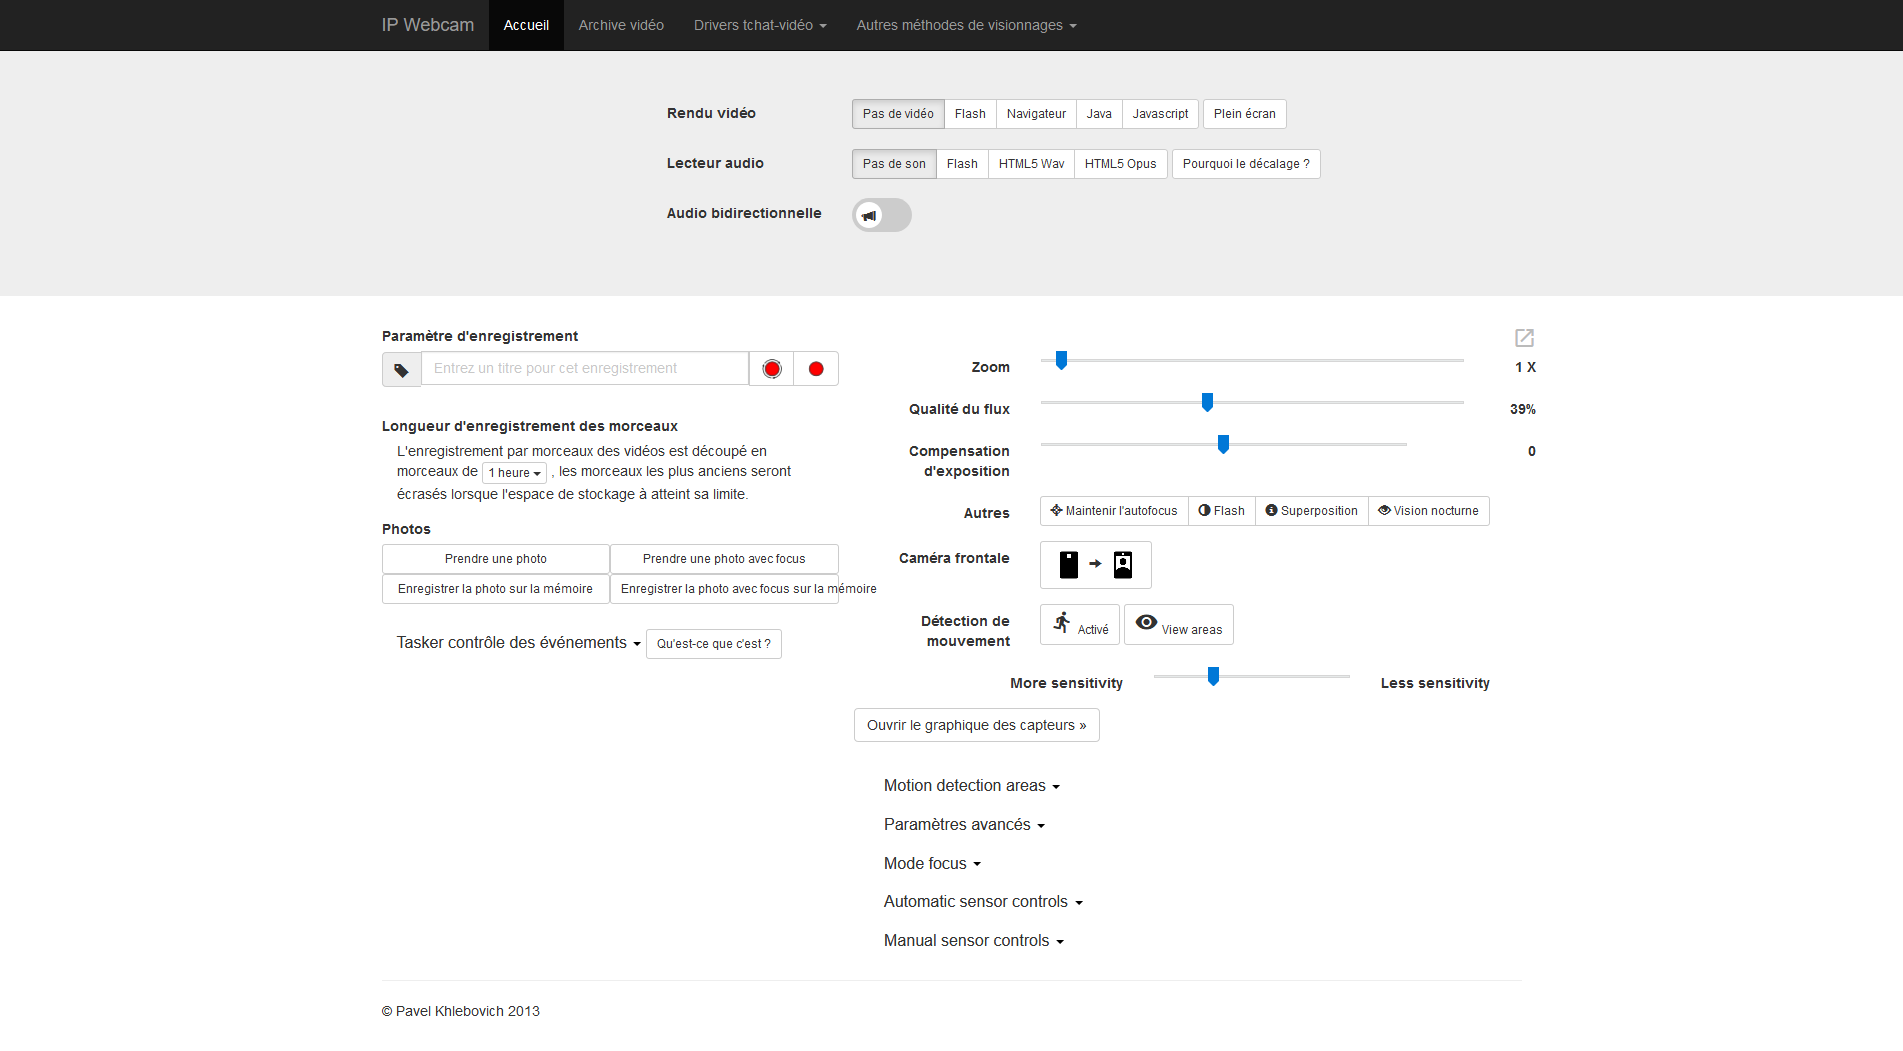 IP Webcam Accueil Archive vidéo Drivers tchat-vidéo Autres méthodes de visionnages
Rendu vidéo Pas de vidéo Flash Navigateur Java Javascript Plein écran
Lecteur audio Pas de son Flash HTML5 Wav HTML5 Opus Pourquoi le décalage ?
Audio bidirectionnelle
Paramètre d'enregistrement
Entrez un titre pour cet enregistrement
Longueur d'enregistrement des morceaux
L'enregistrement par morceaux des vidéos est découpé en
morceaux de 1 heure , les morceaux les plus anciens seront
écrasés lorsque l'espace de stockage à atteint sa limite.
Photos
Prendre une photo Prendre une photo avec focus
Enregistrer la photo sur la mémoire Enregistrer la photo avec focus sur la mémoire
Tasker contrôle des événements Qu'est-ce que c'est ?
Zoom 1 X
Qualité du flux 39%
Compensation 0
d'exposition
Autres Maintenir l'autofocus Flash Superposition Vision nocturne
Caméra frontale
Détection de
mouvement Activé View areas
More sensitivity Less sensitivity
Ouvrir le graphique des capteurs »
Motion detection areas
Paramètres avancés
Mode focus
Automatic sensor controls
Manual sensor controls
© Pavel Khlebovich 2013